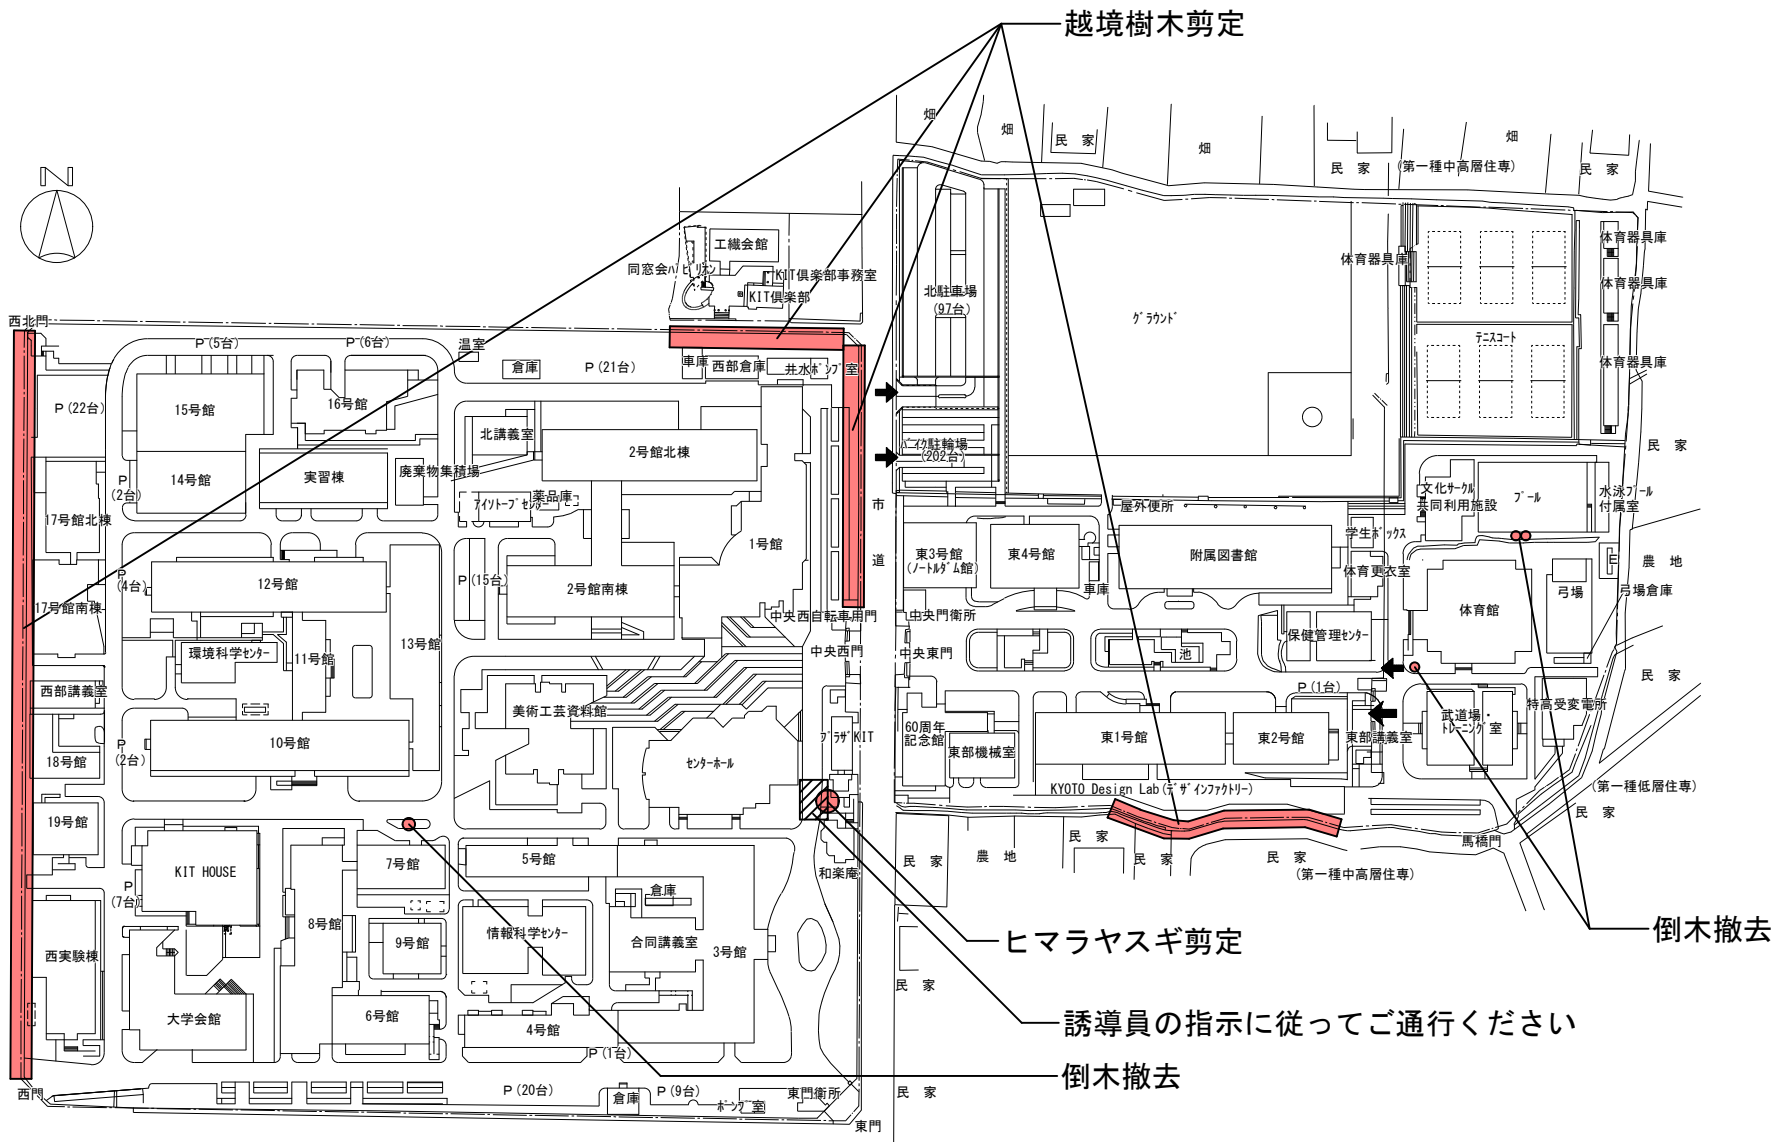 越境樹木剪定
N
畑
畑
民 家
畑
民 家
(第一種中高層住専)
畑
民 家
工繊会館
同窓会ﾊﾟﾋﾞﾘｵﾝ
KIT倶楽部事務室
KIT倶楽部
北駐車場
(97台)
ｸﾞﾗｳﾝﾄﾞ
体育器具庫
体育器具庫
体育器具庫
体育器具庫
ﾃﾆｽｺｰﾄ
西北門
P(5台)
P(6台)
温室
倉庫
P(21台)
車庫
西部倉庫
井水ﾎﾟﾝﾌﾟ室
P(22台)
15号館
16号館
北講義室
2号館北棟
ﾊﾞｲｸ駐輪場
(202台)
民 家
14号館
実習棟
廃棄物集積場
P
(2台)
ｱｲｿﾄｰﾌﾟｾﾝﾀｰ
薬品庫
市
道
屋外便所
文化ｻｰｸﾙ
共同利用施設
ﾌﾟｰﾙ
水泳ﾌﾟｰﾙ
付属室
17号館北棟
1号館
東3号館
(ﾉｰﾄﾙﾀﾞﾑ館)
東4号館
車庫
附属図書館
学生ﾎﾞｯｸｽ
体育更衣室
E
農 地
P
(4台)
12号館
P(15台)
2号館南棟
体育館
弓場
弓場倉庫
17号館南棟
中央西自転車用門
中央門衛所
環境科学ｾﾝﾀｰ
11号館
13号館
中央西門
中央東門
池
保健管理ｾﾝﾀｰ
民 家
西部講義室
P(1台)
美術工芸資料館
ﾌﾟﾗｻﾞKIT
60周年
記念館
東部機械室
東1号館
東2号館
東部講義室
武道場・
ﾄﾚｰﾆﾝｸﾞ室
特高受変電所
P
(2台)
10号館
18号館
ｾﾝﾀｰﾎｰﾙ
KYOTO Design Lab(ﾃﾞｻﾞｲﾝﾌｧｸﾄﾘｰ)
(第一種低層住専)
民 家
19号館
馬橋門
KIT HOUSE
7号館
5号館
和楽庵
民 家
農 地
民 家
民 家
民 家
(第一種中高層住専)
P
(7台)
倉庫
8号館
9号館
情報科学ｾﾝﾀｰ
合同講義室
3号館
ヒマラヤスギ剪定
倒木撤去
西実験棟
民 家
大学会館
6号館
4号館
誘導員の指示に従ってご通行ください
P(1台)
倒木撤去
西門
P(20台)
倉庫
P(9台)
ﾎﾟﾝﾌﾟ室
東門衛所
民 家
東門